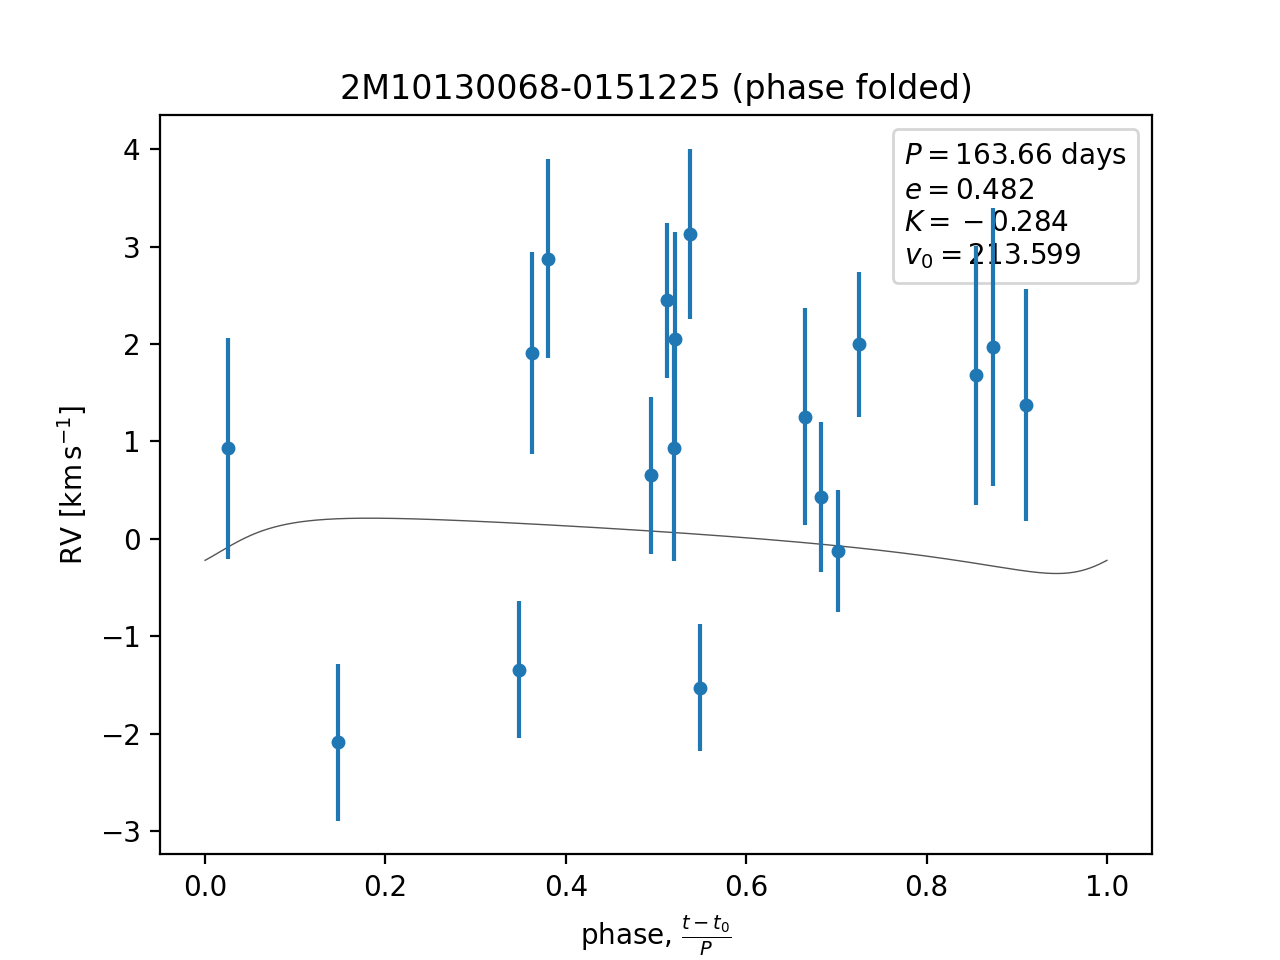 2M10130068-0151225 (phase folded)
P = 163.66 days
e = 0.482
K = −0.284
v₀ = 213.599
4
3
2
1
0
−1
−2
−3
RV [km s⁻¹]
0.0 0.2 0.4 0.6 0.8 1.0
phase, (t − t₀)/P